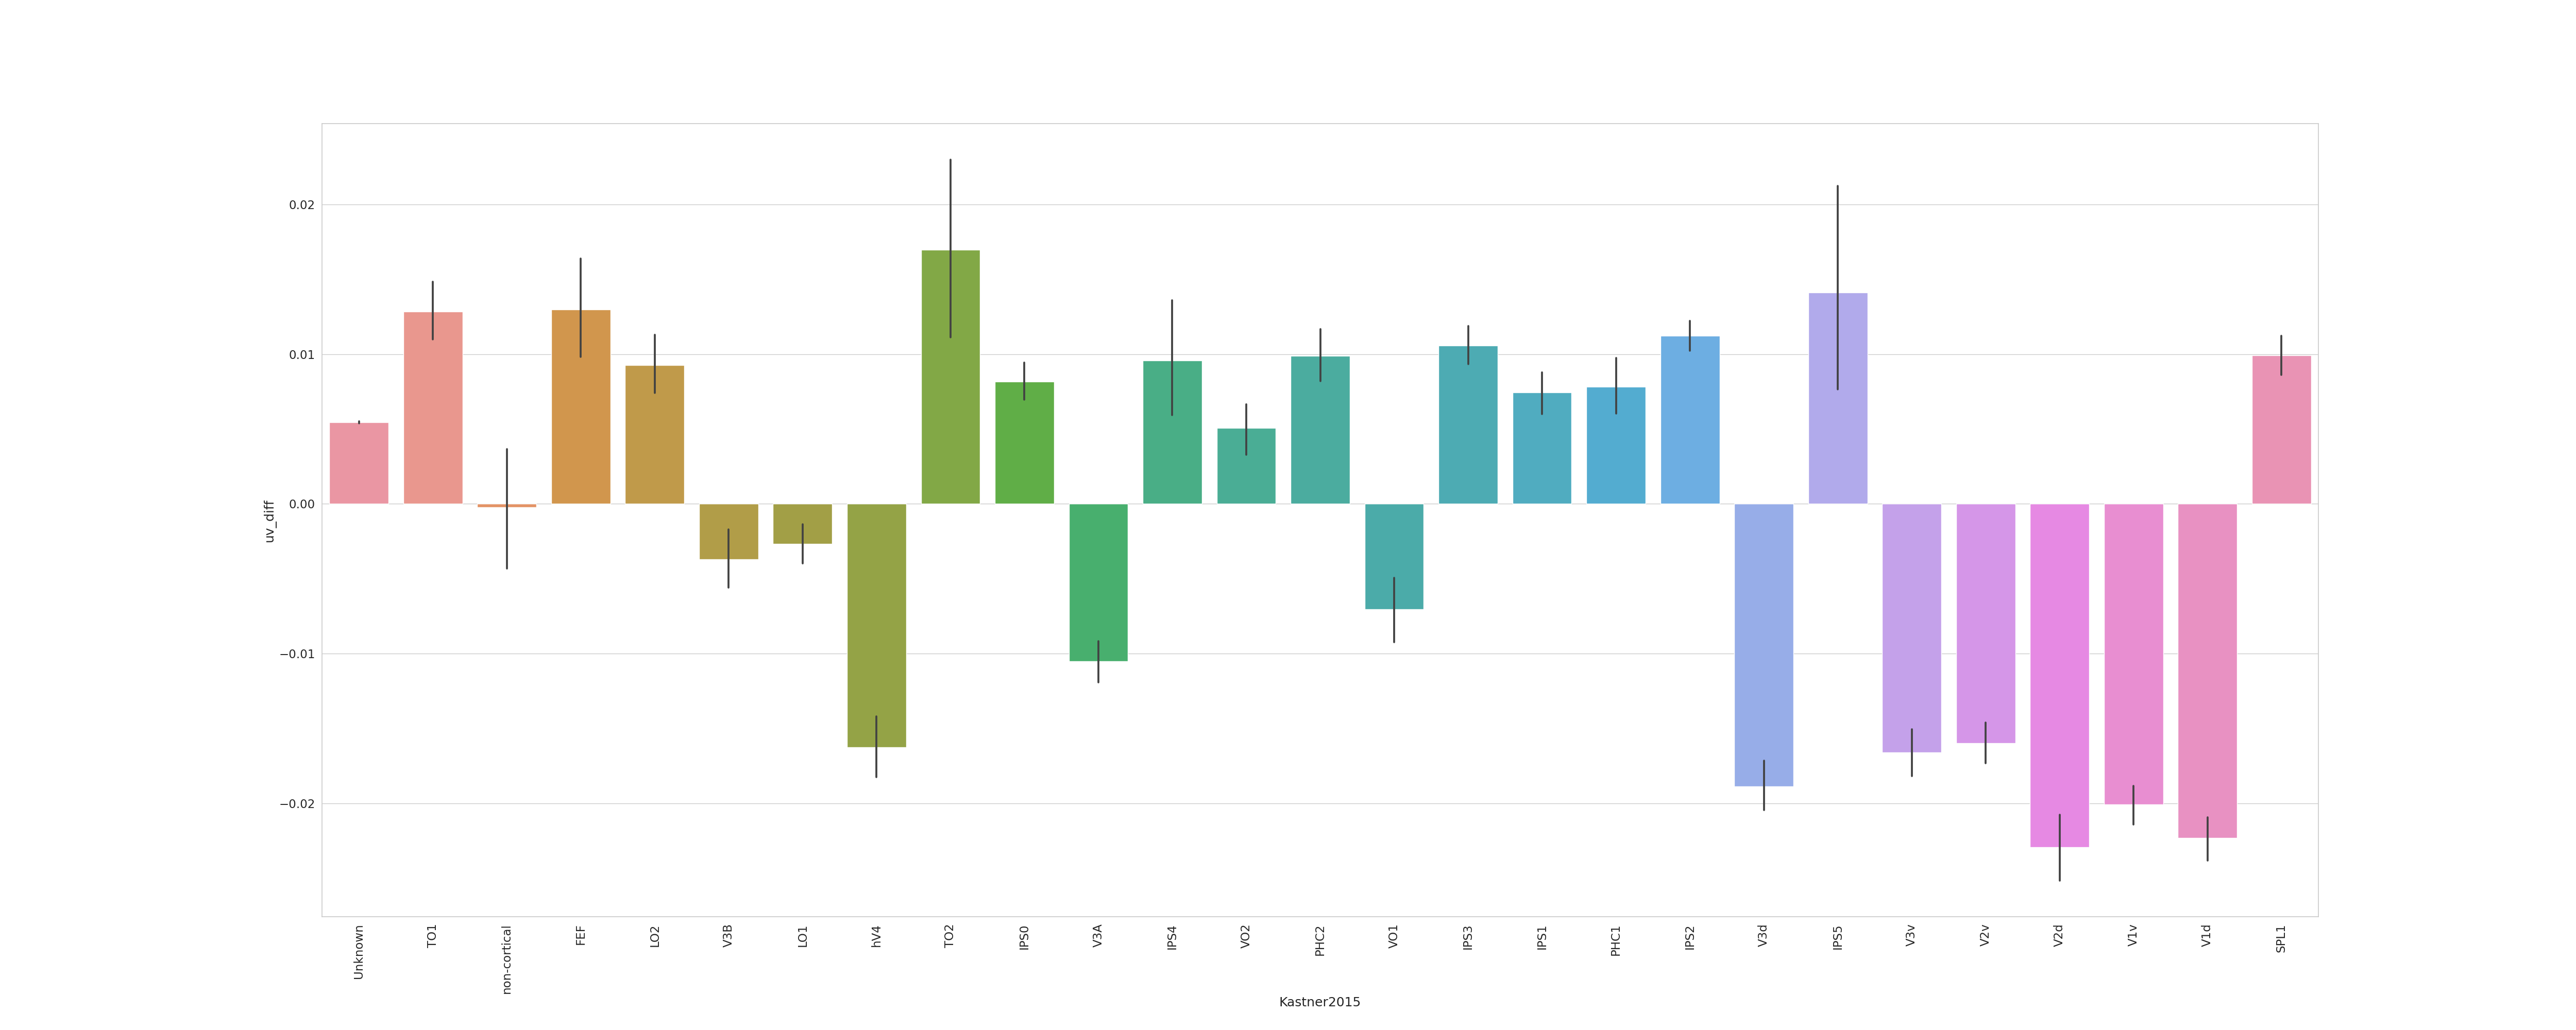 0.02
0.01
0.00
−0.01
−0.02
uv_diff
Unknown
TO1
non-cortical
FEF
LO2
V3B
LO1
hV4
TO2
IPS0
V3A
IPS4
VO2
PHC2
VO1
IPS3
IPS1
PHC1
IPS2
V3d
IPS5
V3v
V2v
V2d
V1v
V1d
SPL1
Kastner2015